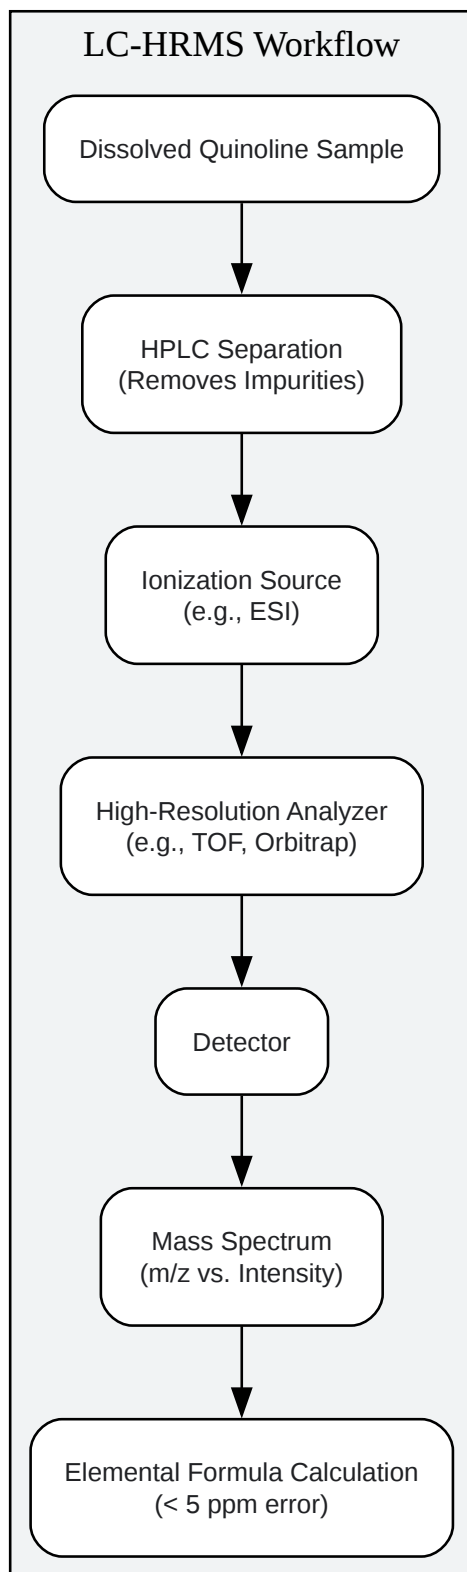 LC-HRMS Workflow
Dissolved Quinoline Sample
HPLC Separation
(Removes Impurities)
Ionization Source
(e.g., ESI)
High-Resolution Analyzer
(e.g., TOF, Orbitrap)
Detector
Mass Spectrum
(m/z vs. Intensity)
Elemental Formula Calculation
(< 5 ppm error)